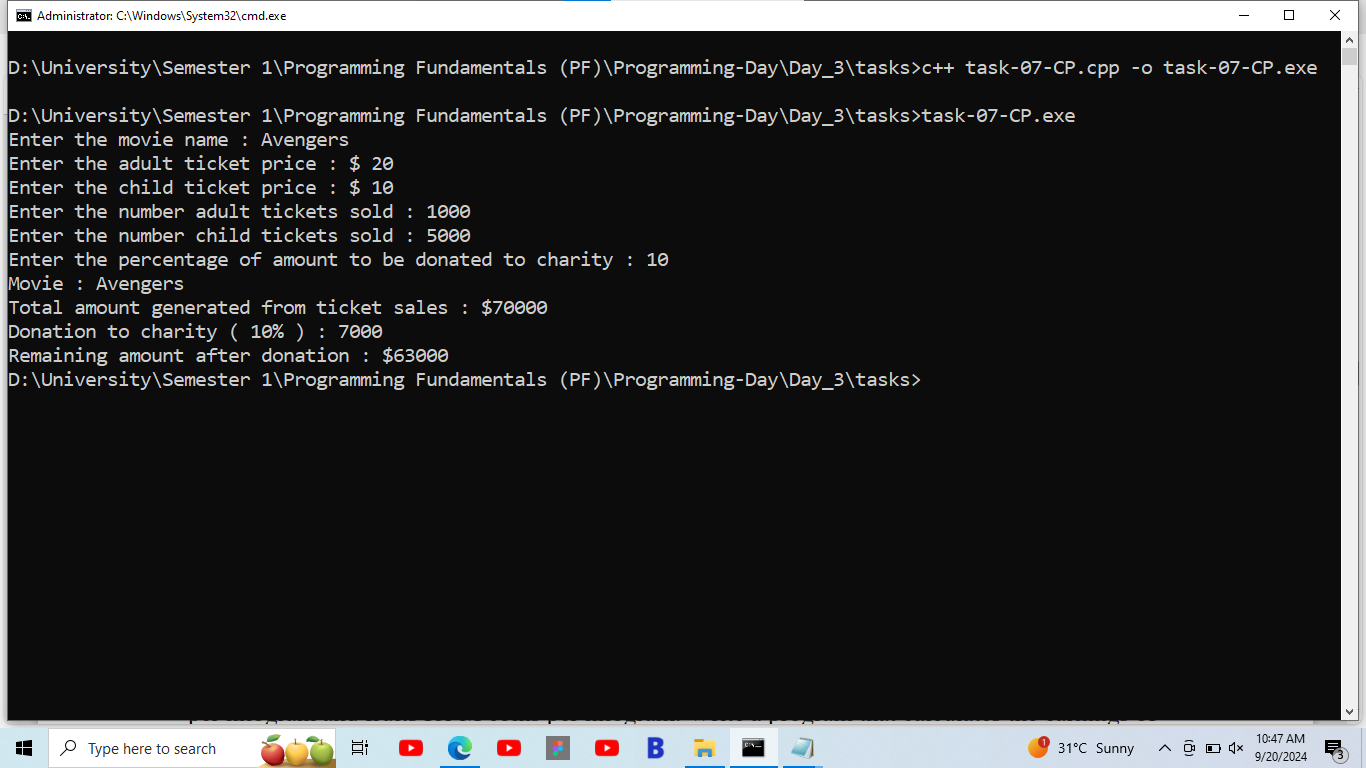 Administrator: C:\Windows\System32\cmd.exe
D:\University\Semester 1\Programming Fundamentals (PF)\Programming-Day\Day_3\tasks>c++ task-07-CP.cpp -o task-07-CP.exe
D:\University\Semester 1\Programming Fundamentals (PF)\Programming-Day\Day_3\tasks>task-07-CP.exe
Enter the movie name : Avengers
Enter the adult ticket price : $ 20
Enter the child ticket price : $ 10
Enter the number adult tickets sold : 1000
Enter the number child tickets sold : 5000
Enter the percentage of amount to be donated to charity : 10
Movie : Avengers
Total amount generated from ticket sales : $70000
Donation to charity ( 10% ) : 7000
Remaining amount after donation : $63000
D:\University\Semester 1\Programming Fundamentals (PF)\Programming-Day\Day_3\tasks>
Type here to search
B
1
31°C Sunny
10:47 AM
9/20/2024
3